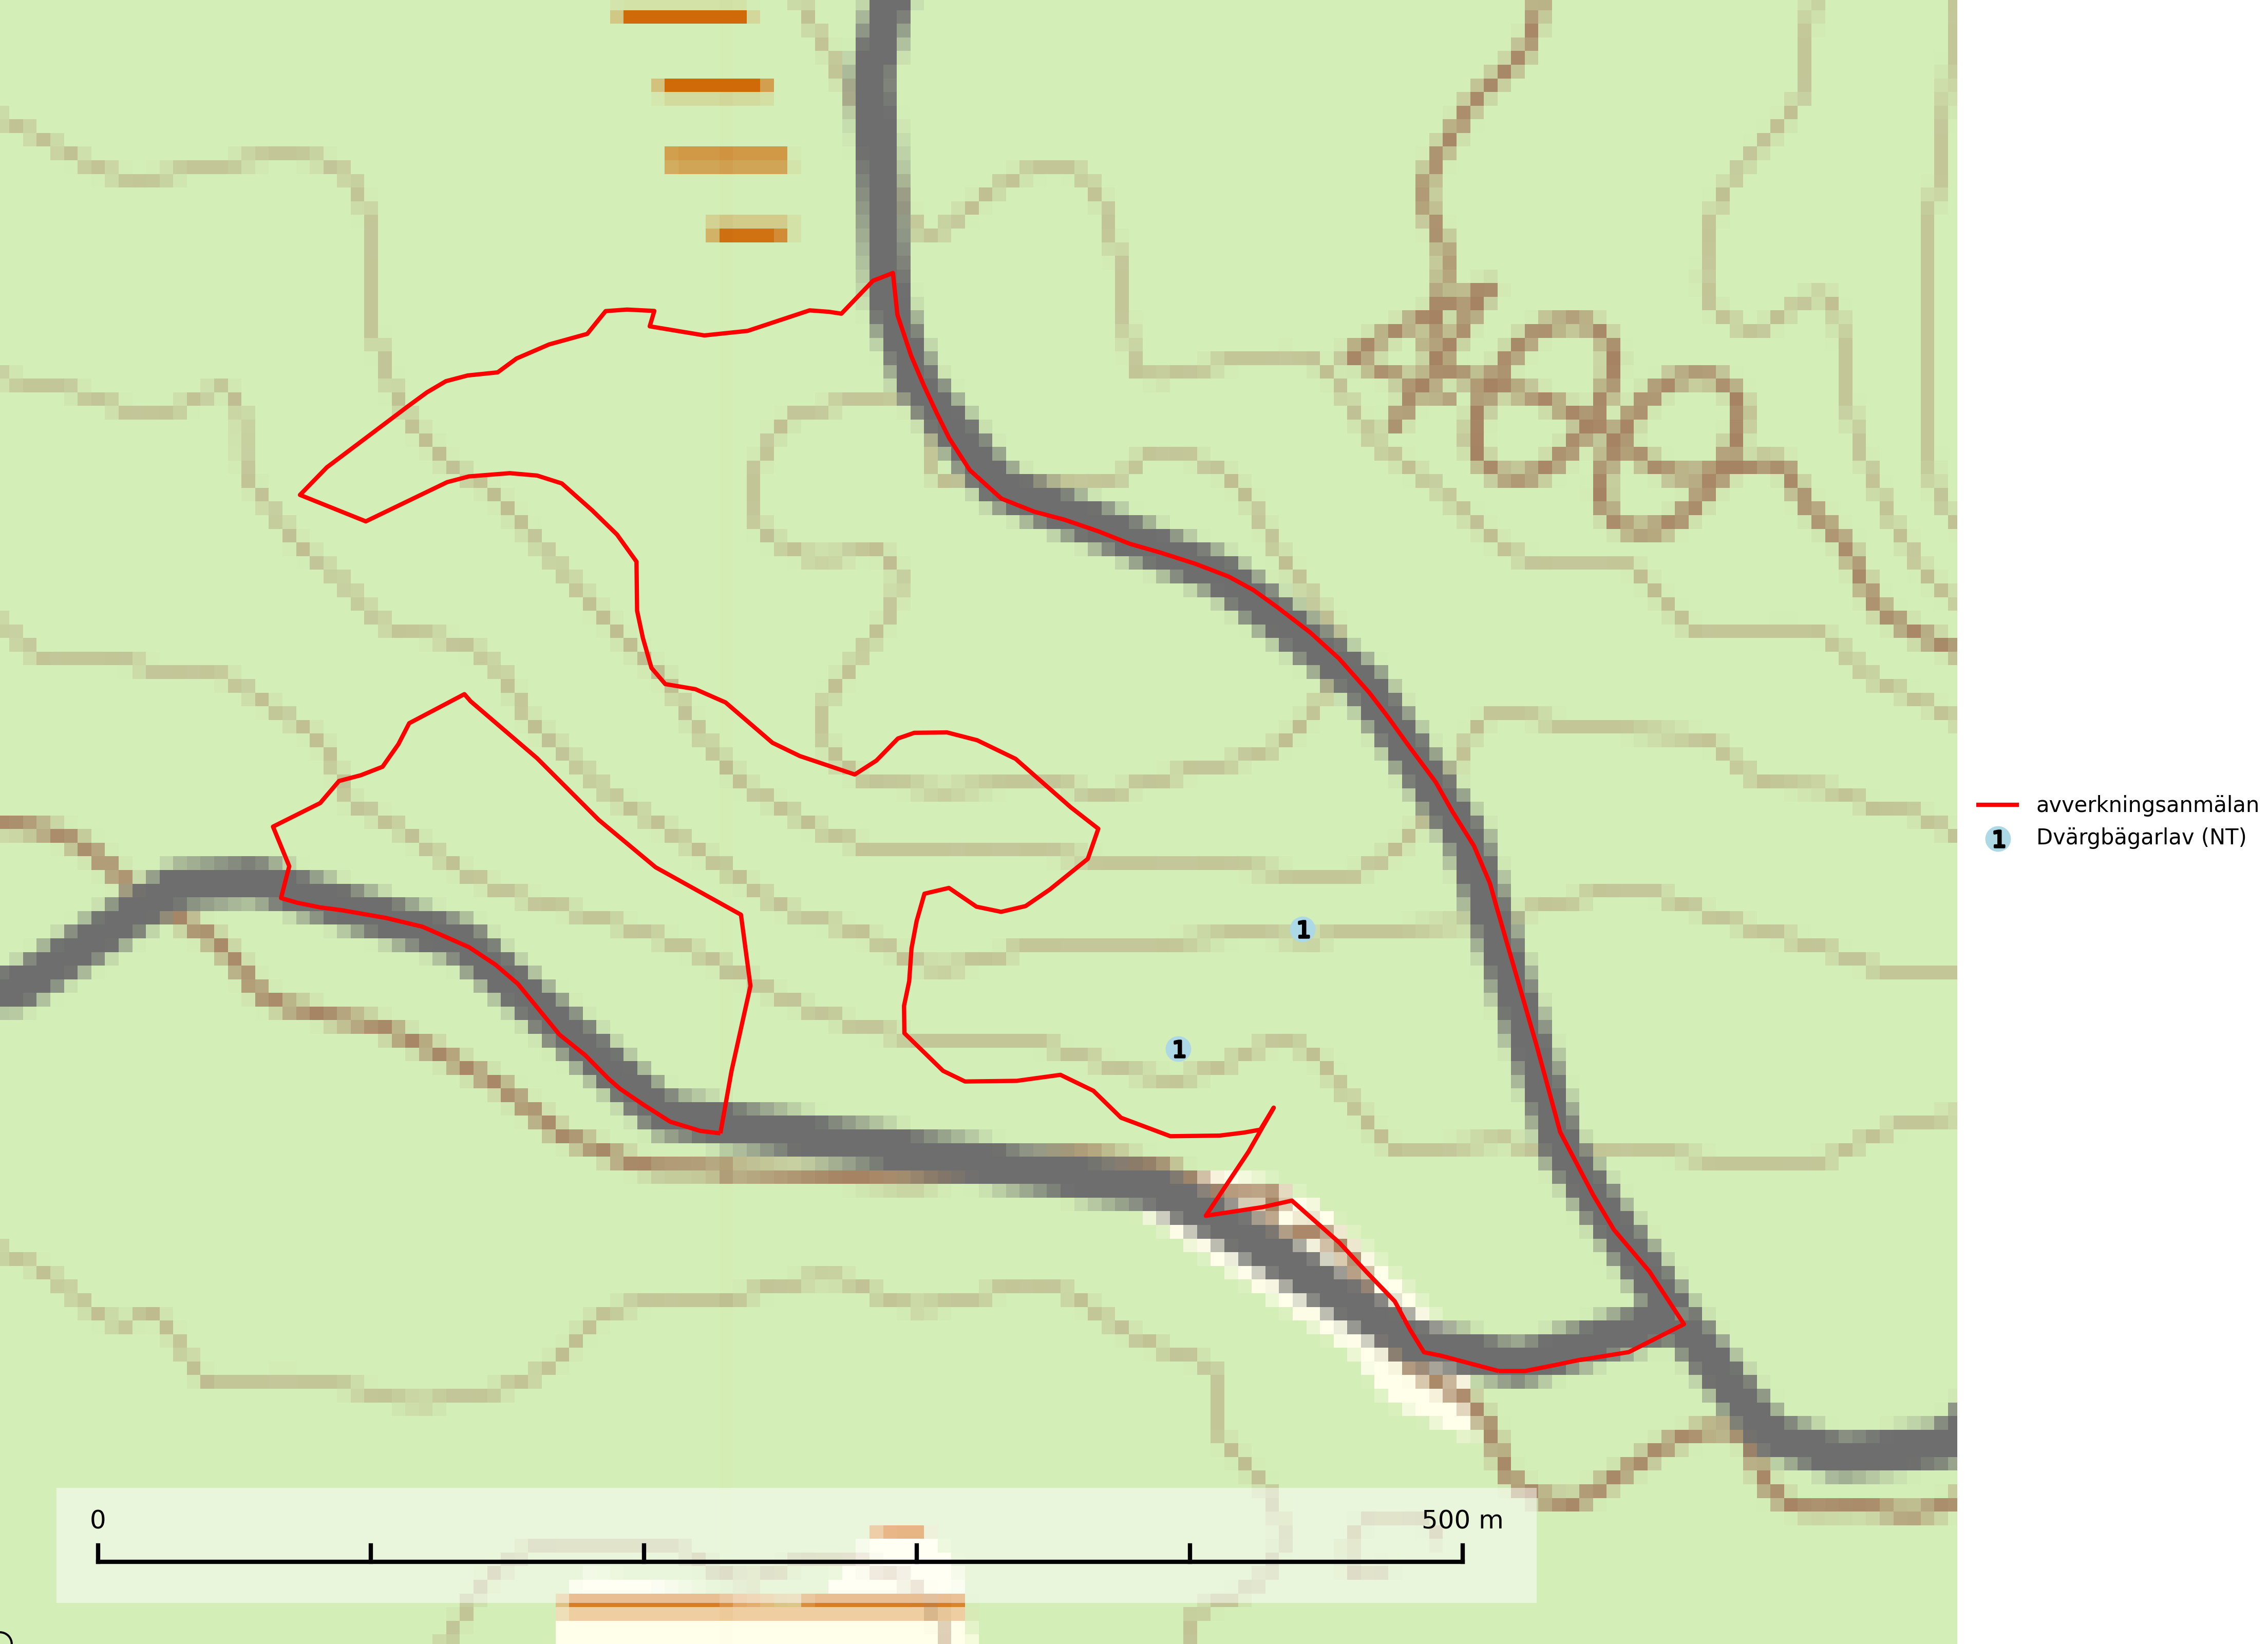 avverkningsanmälan
1 Dvärgbägarlav (NT)
1
1
0 500 m